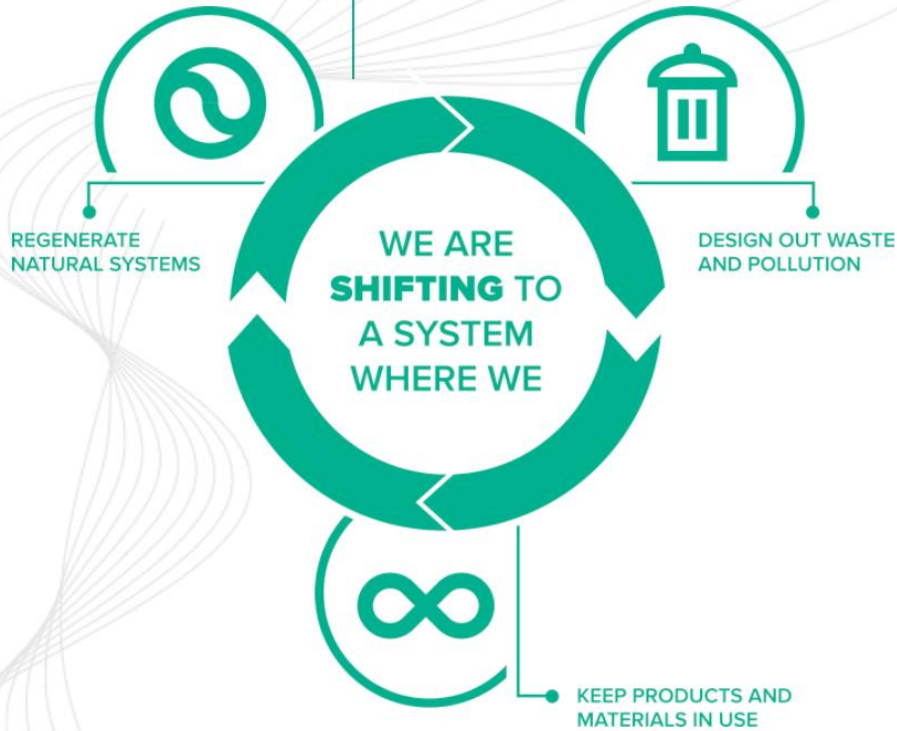 WE ARE
SHIFTING TO
A SYSTEM
WHERE WE
REGENERATE
NATURAL SYSTEMS
DESIGN OUT WASTE
AND POLLUTION
KEEP PRODUCTS AND
MATERIALS IN USE